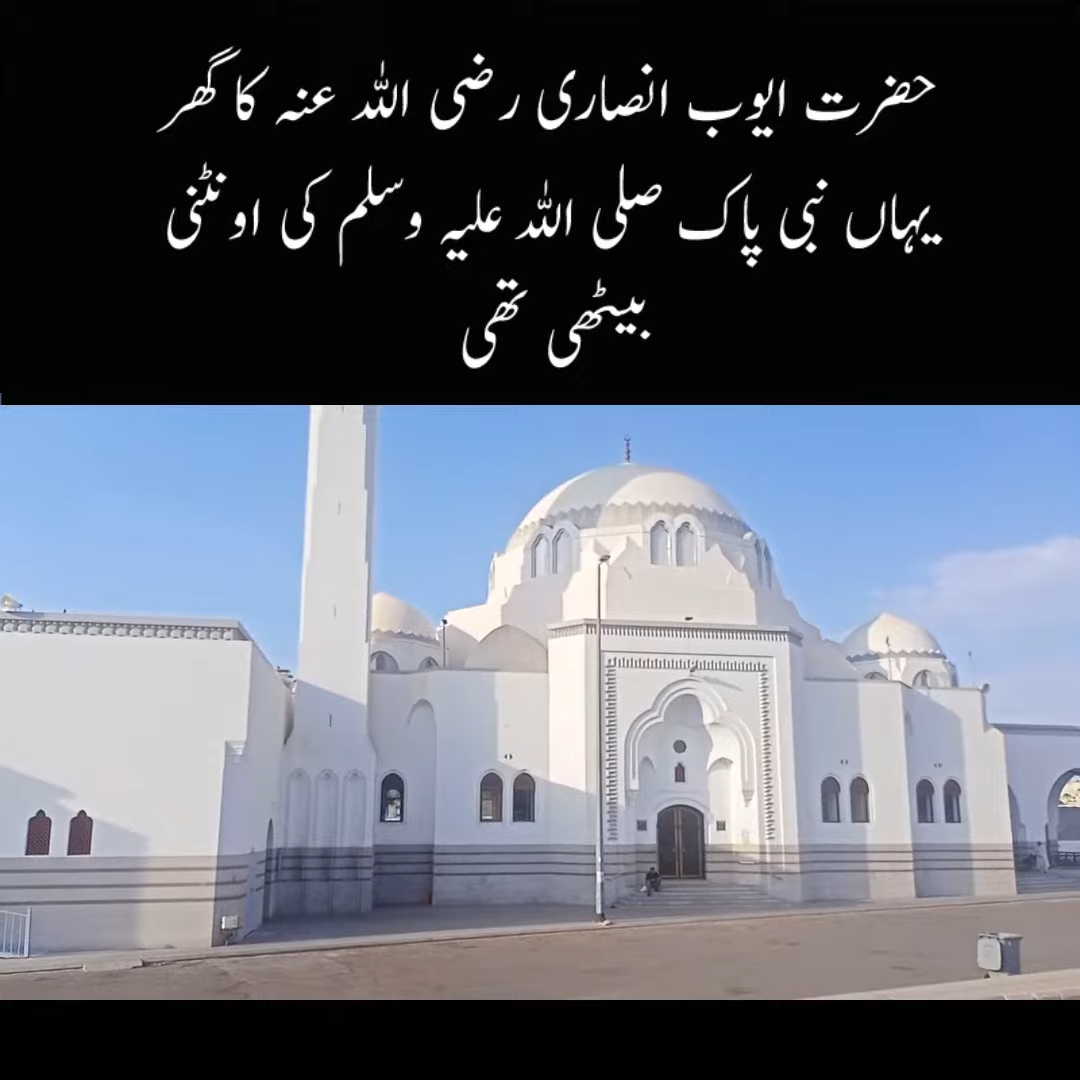 حضرت ایوب انصاری رضی اللہ عنہ کا گھر
یہاں نبی پاک صلی اللہ علیہ وسلم کی اونٹنی
بیٹھی تھی